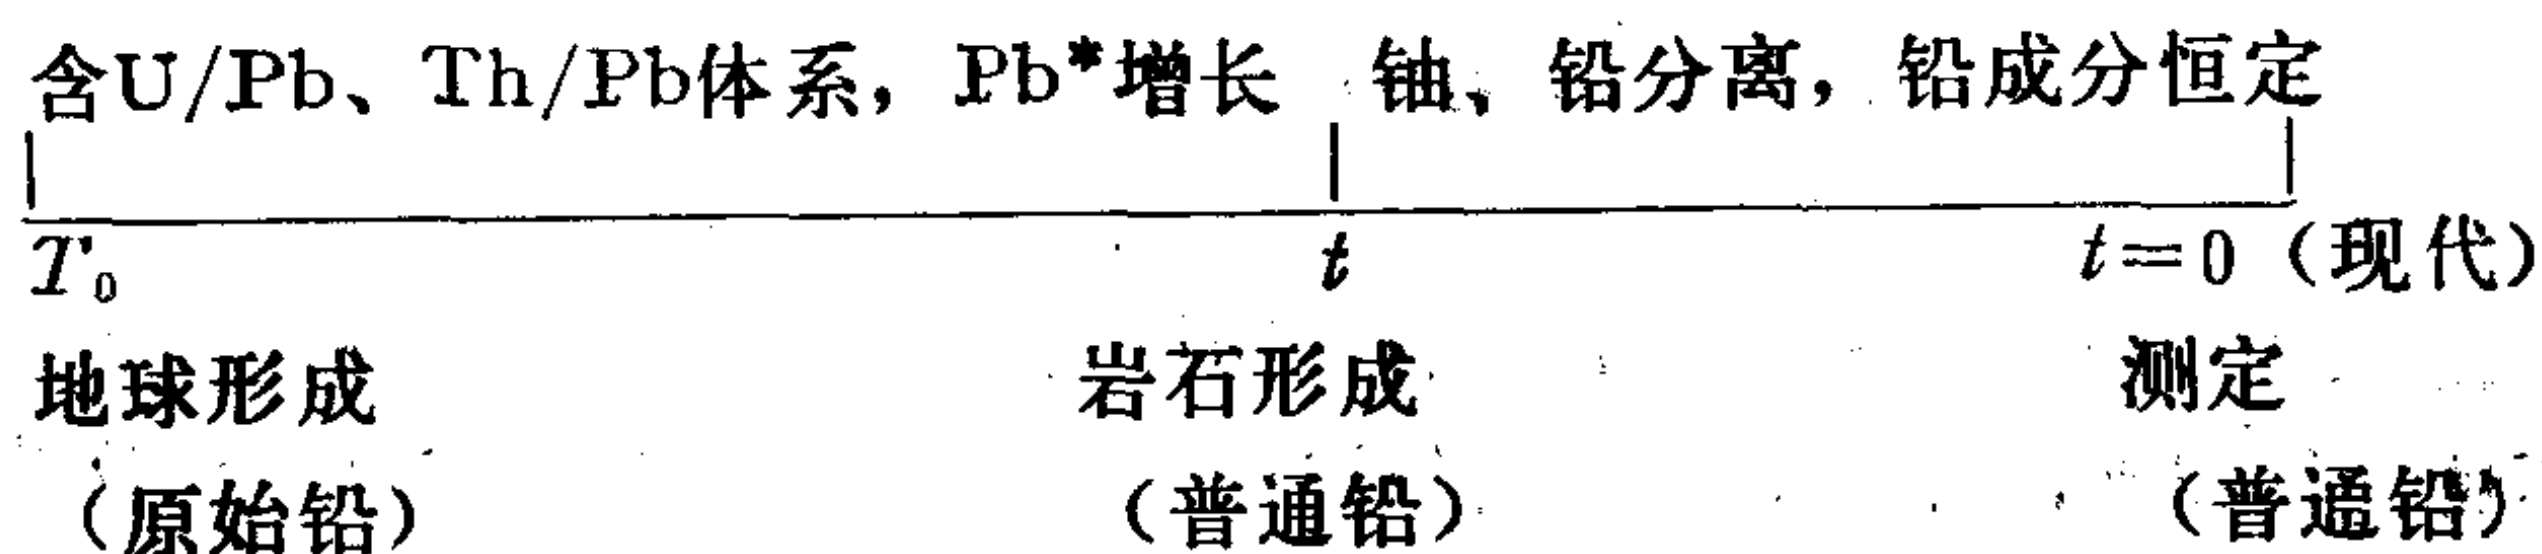 含U/Pb、Th/Pb体系，Pb*增长 铀、铅分离，铅成分恒定
T₀ t t=0（现代）
地球形成 岩石形成 测定
（原始铅） （普通铅） （普通铅）